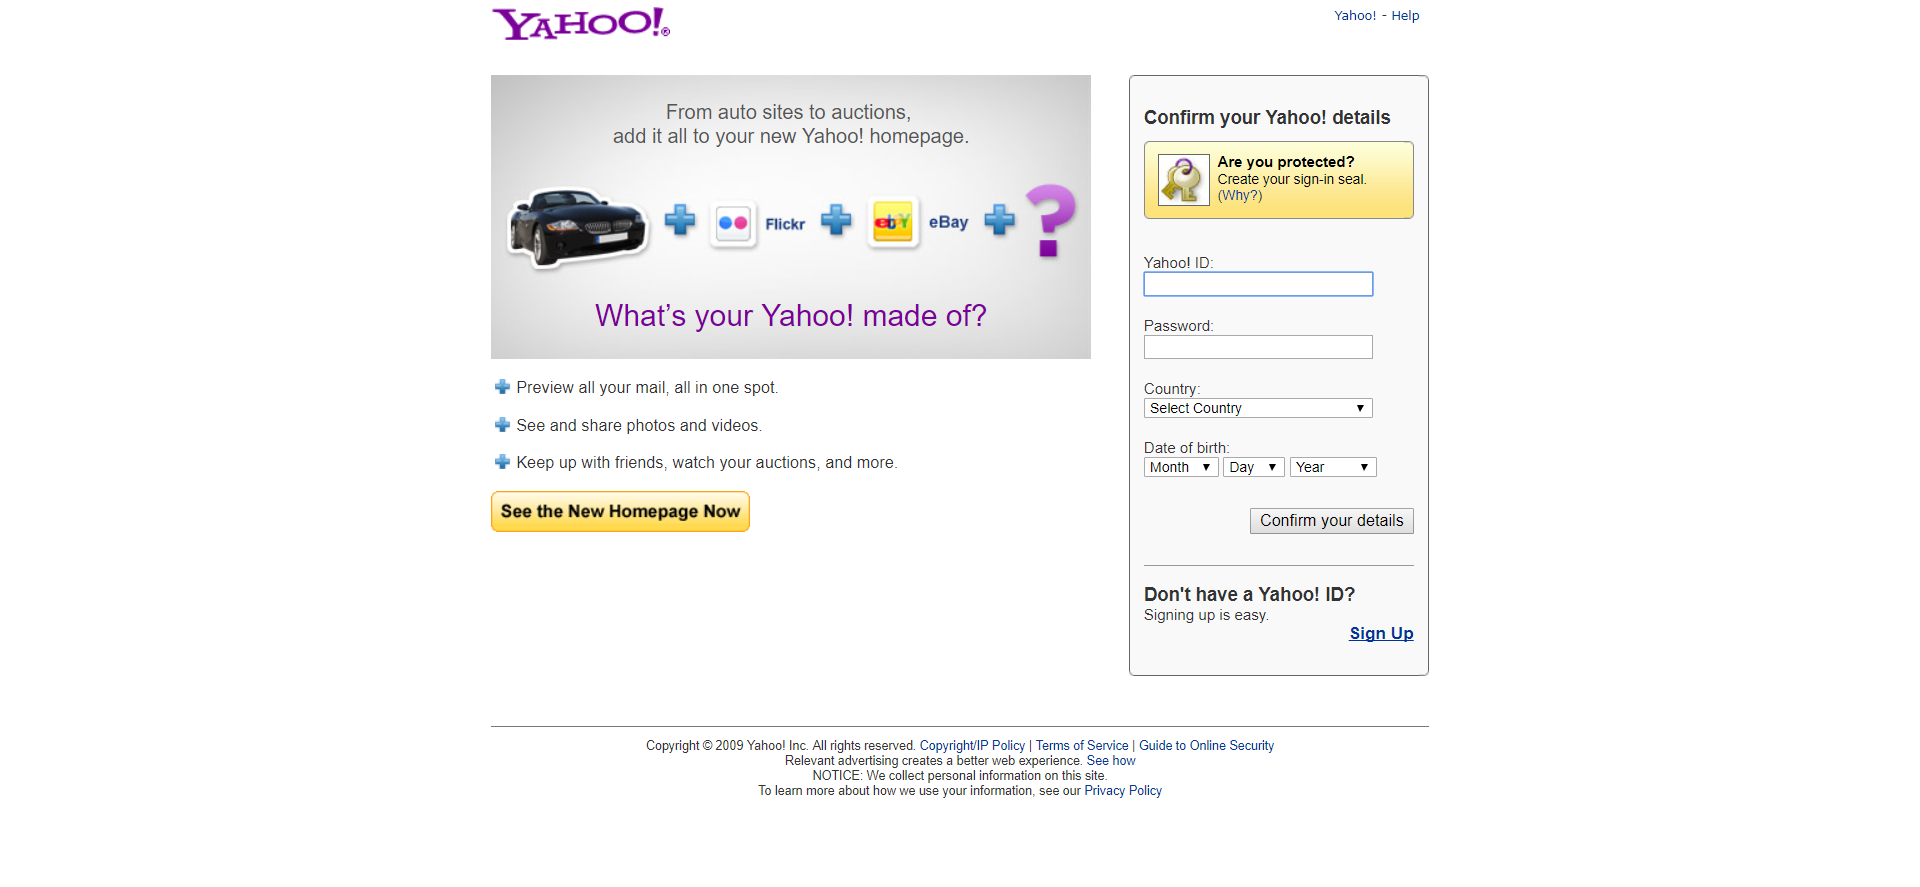 YAHOO!®
Yahoo! - Help
From auto sites to auctions,
add it all to your new Yahoo! homepage.
Flickr
ebY
eBay
?
What's your Yahoo! made of?
Preview all your mail, all in one spot.
See and share photos and videos.
Keep up with friends, watch your auctions, and more.
See the New Homepage Now
Confirm your Yahoo! details
Are you protected?
Create your sign-in seal.
(Why?)
Yahoo! ID:
Password:
Country:
Select Country
Date of birth:
Month Day Year
Confirm your details
Don't have a Yahoo! ID?
Signing up is easy.
Sign Up
Copyright © 2009 Yahoo! Inc. All rights reserved. Copyright/IP Policy | Terms of Service | Guide to Online Security
Relevant advertising creates a better web experience. See how
NOTICE: We collect personal information on this site.
To learn more about how we use your information, see our Privacy Policy